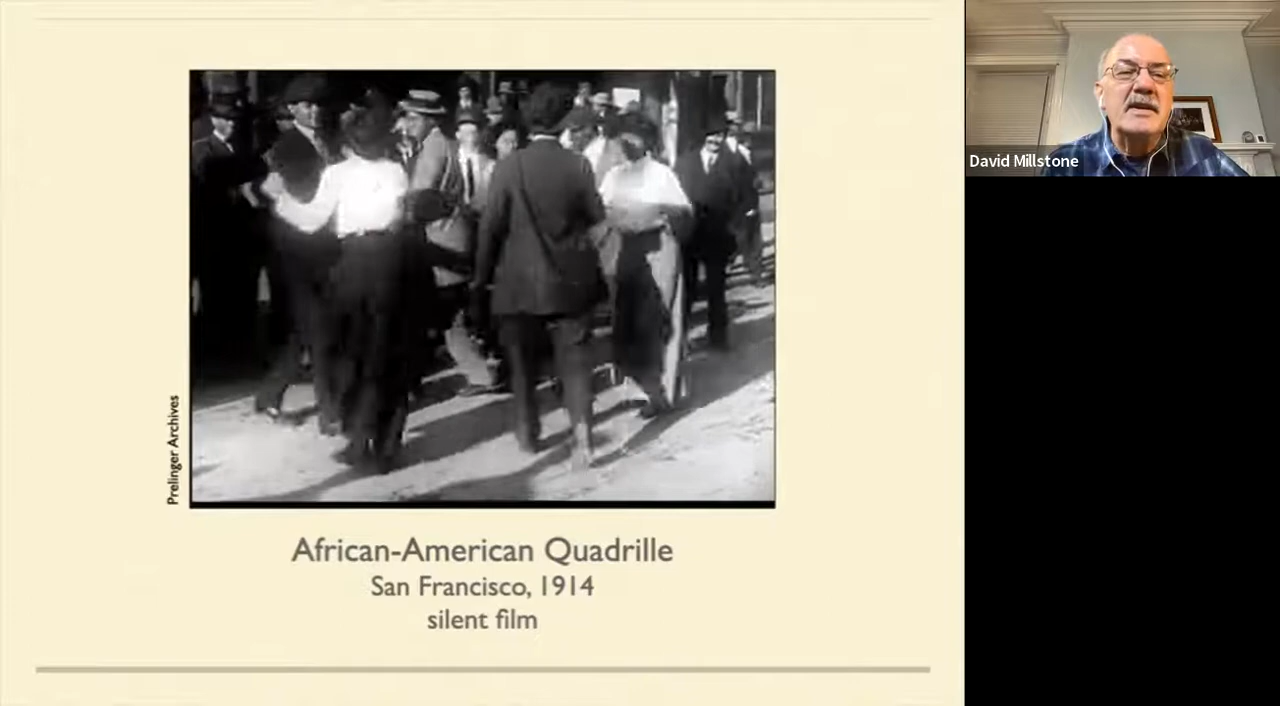 Prelinger Archives
African-American Quadrille
San Francisco, 1914
silent film
David Millstone